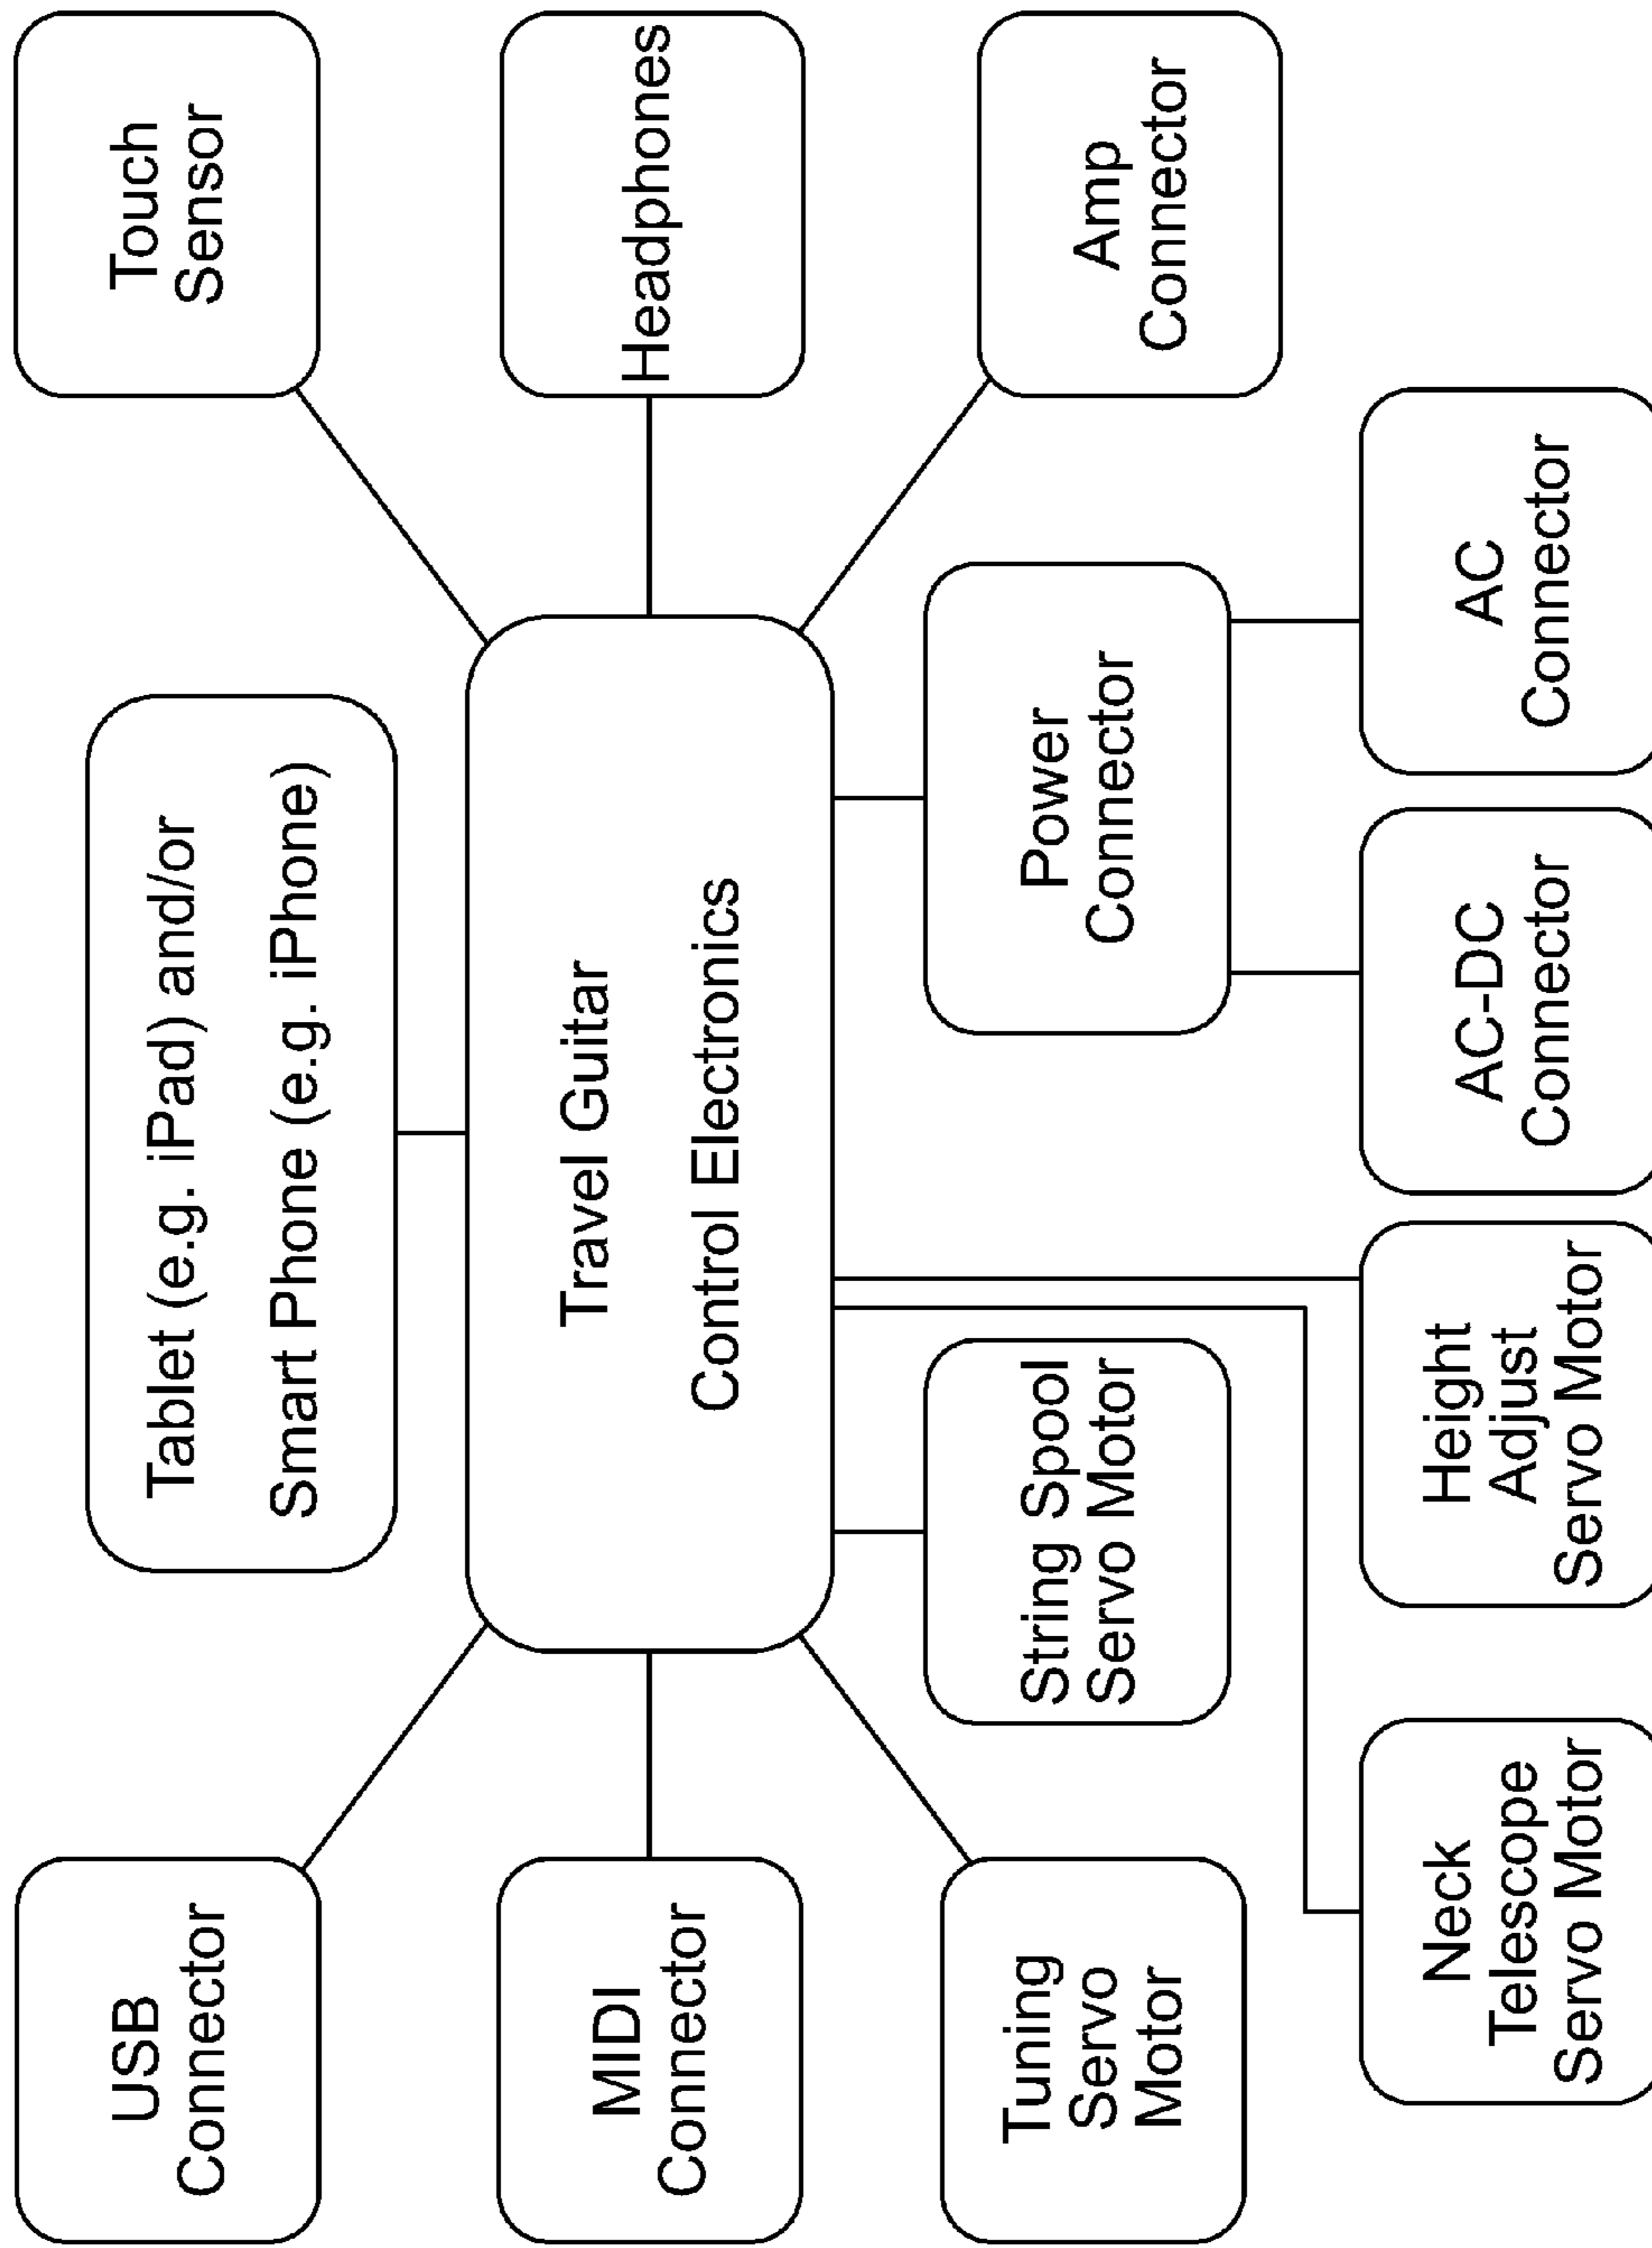 USB
Connector
Tablet (e.g. iPad) and/or
Smart Phone (e.g. iPhone)
Touch
Sensor
MIDI
Connector
Travel Guitar
Control Electronics
Headphones
Tuning
Servo
Motor
String Spool
Servo Motor
Power
Connector
Amp
Connector
Neck
Telescope
Servo Motor
Height
Adjust
Servo Motor
AC-DC
Connector
AC
Connector